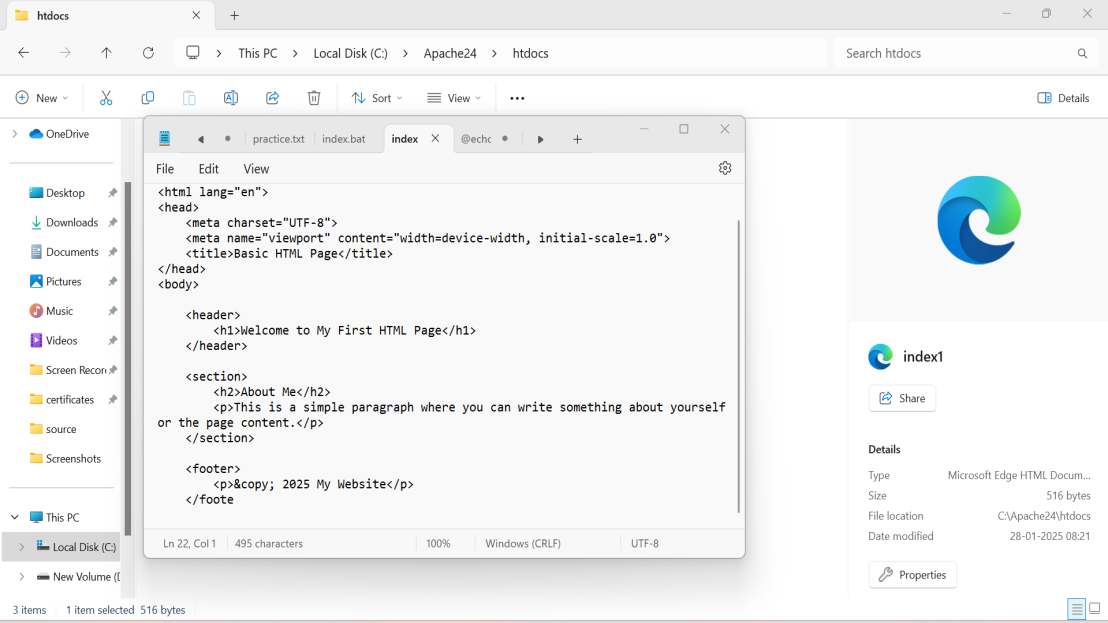 htdocs
This PC
Local Disk (C:)
Apache24
htdocs
Search htdocs
New
Sort
View
Details
OneDrive
Desktop
Downloads
Documents
Pictures
Music
Videos
Screen Recor
certificates
source
Screenshots
This PC
Local Disk (C:)
New Volume (D
practice.txt
index.bat
index
@echo
File
Edit
View
<html lang="en">
<head>
<meta charset="UTF-8">
<meta name="viewport" content="width=device-width, initial-scale=1.0">
<title>Basic HTML Page</title>
</head>
<body>
<header>
<h1>Welcome to My First HTML Page</h1>
</header>
<section>
<h2>About Me</h2>
<p>This is a simple paragraph where you can write something about yourself
or the page content.</p>
</section>
<footer>
<p>&copy; 2025 My Website</p>
</foote
Ln 22, Col 1
495 characters
100%
Windows (CRLF)
UTF-8
index1
Share
Details
Type Microsoft Edge HTML Docum...
Size 516 bytes
File location C:\Apache24\htdocs
Date modified 28-01-2025 08:21
Properties
3 items
1 item selected 516 bytes